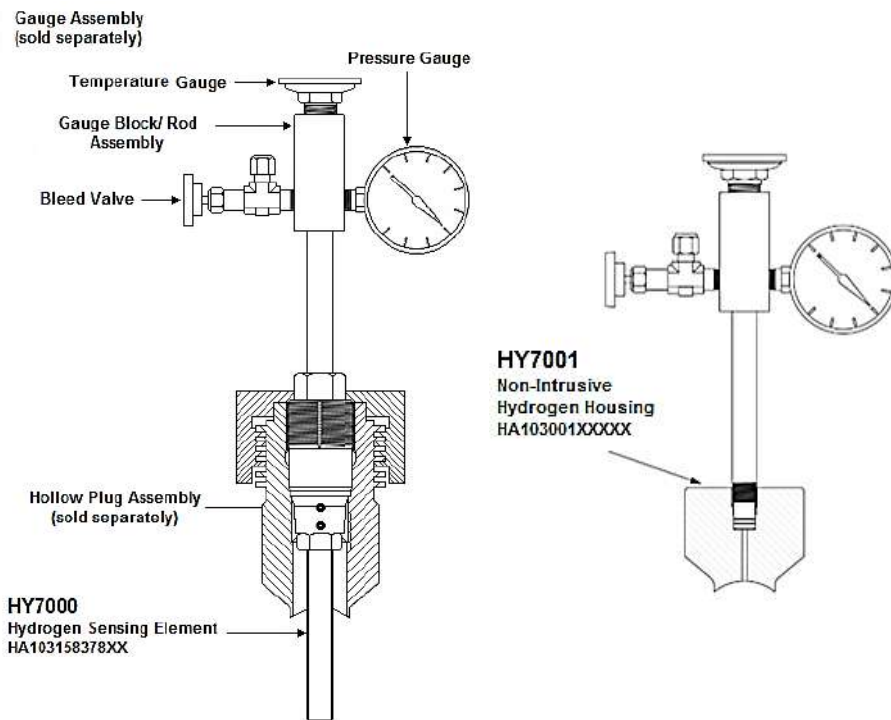 Gauge Assembly
(sold separately)
Pressure Gauge
Temperature Gauge
Gauge Block/ Rod
Assembly
Bleed Valve
HY7001
Non-Intrusive
Hydrogen Housing
HA103001XXXXX
Hollow Plug Assembly
(sold separately)
HY7000
Hydrogen Sensing Element
HA103158378XX